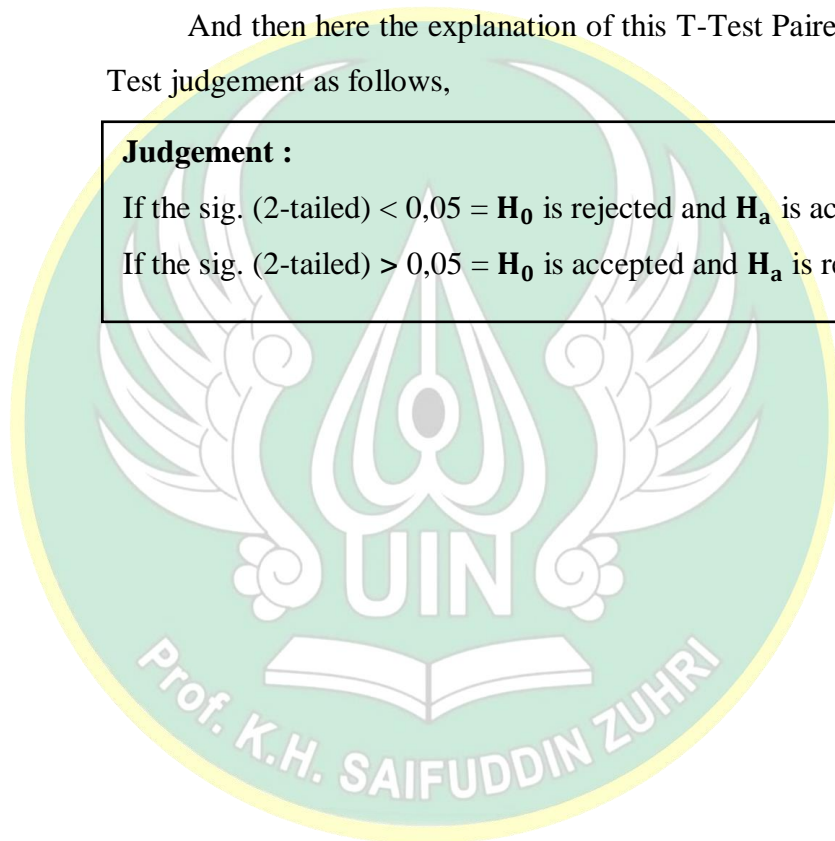 And then here the explanation of this T-Test
Test judgement as follows,
Judgement :
If the sig. (2-tailed) < 0,05 = H₀ is rejected and Hₐ is
If the sig. (2-tailed) > 0,05 = H₀ is accepted and Hₐ is
UIN
Prof. K.H. SAIFUDDIN ZUHRI